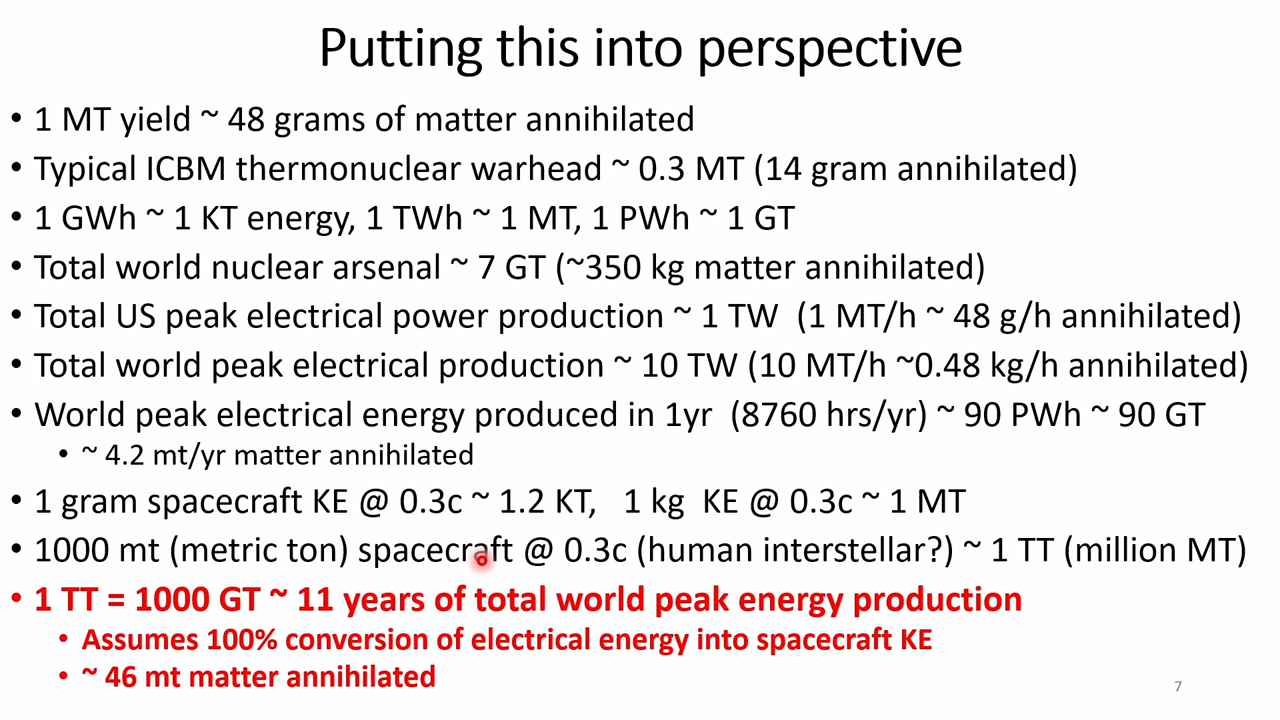 Putting this into perspective
• 1 MT yield ~ 48 grams of matter annihilated
• Typical ICBM thermonuclear warhead ~ 0.3 MT (14 gram annihilated)
• 1 GWh ~ 1 KT energy, 1 TWh ~ 1 MT, 1 PWh ~ 1 GT
• Total world nuclear arsenal ~ 7 GT (~350 kg matter annihilated)
• Total US peak electrical power production ~ 1 TW (1 MT/h ~ 48 g/h annihilated)
• Total world peak electrical production ~ 10 TW (10 MT/h ~0.48 kg/h annihilated)
• World peak electrical energy produced in 1yr (8760 hrs/yr) ~ 90 PWh ~ 90 GT
• ~ 4.2 mt/yr matter annihilated
• 1 gram spacecraft KE @ 0.3c ~ 1.2 KT, 1 kg KE @ 0.3c ~ 1 MT
• 1000 mt (metric ton) spacecraft @ 0.3c (human interstellar?) ~ 1 TT (million MT)
• 1 TT = 1000 GT ~ 11 years of total world peak energy production
• Assumes 100% conversion of electrical energy into spacecraft KE
• ~ 46 mt matter annihilated
7